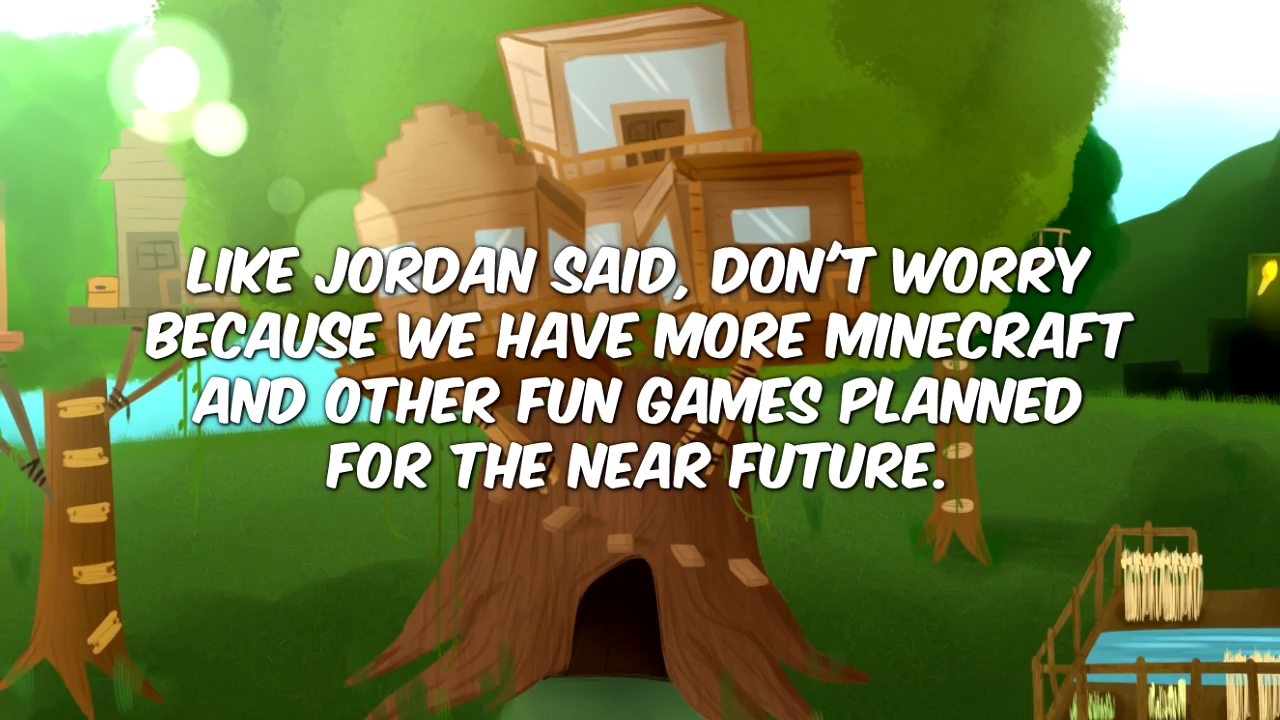 LIKE JORDAN SAID, DON'T WORRY
BECAUSE WE HAVE MORE MINECRAFT
AND OTHER FUN GAMES PLANNED
FOR THE NEAR FUTURE.